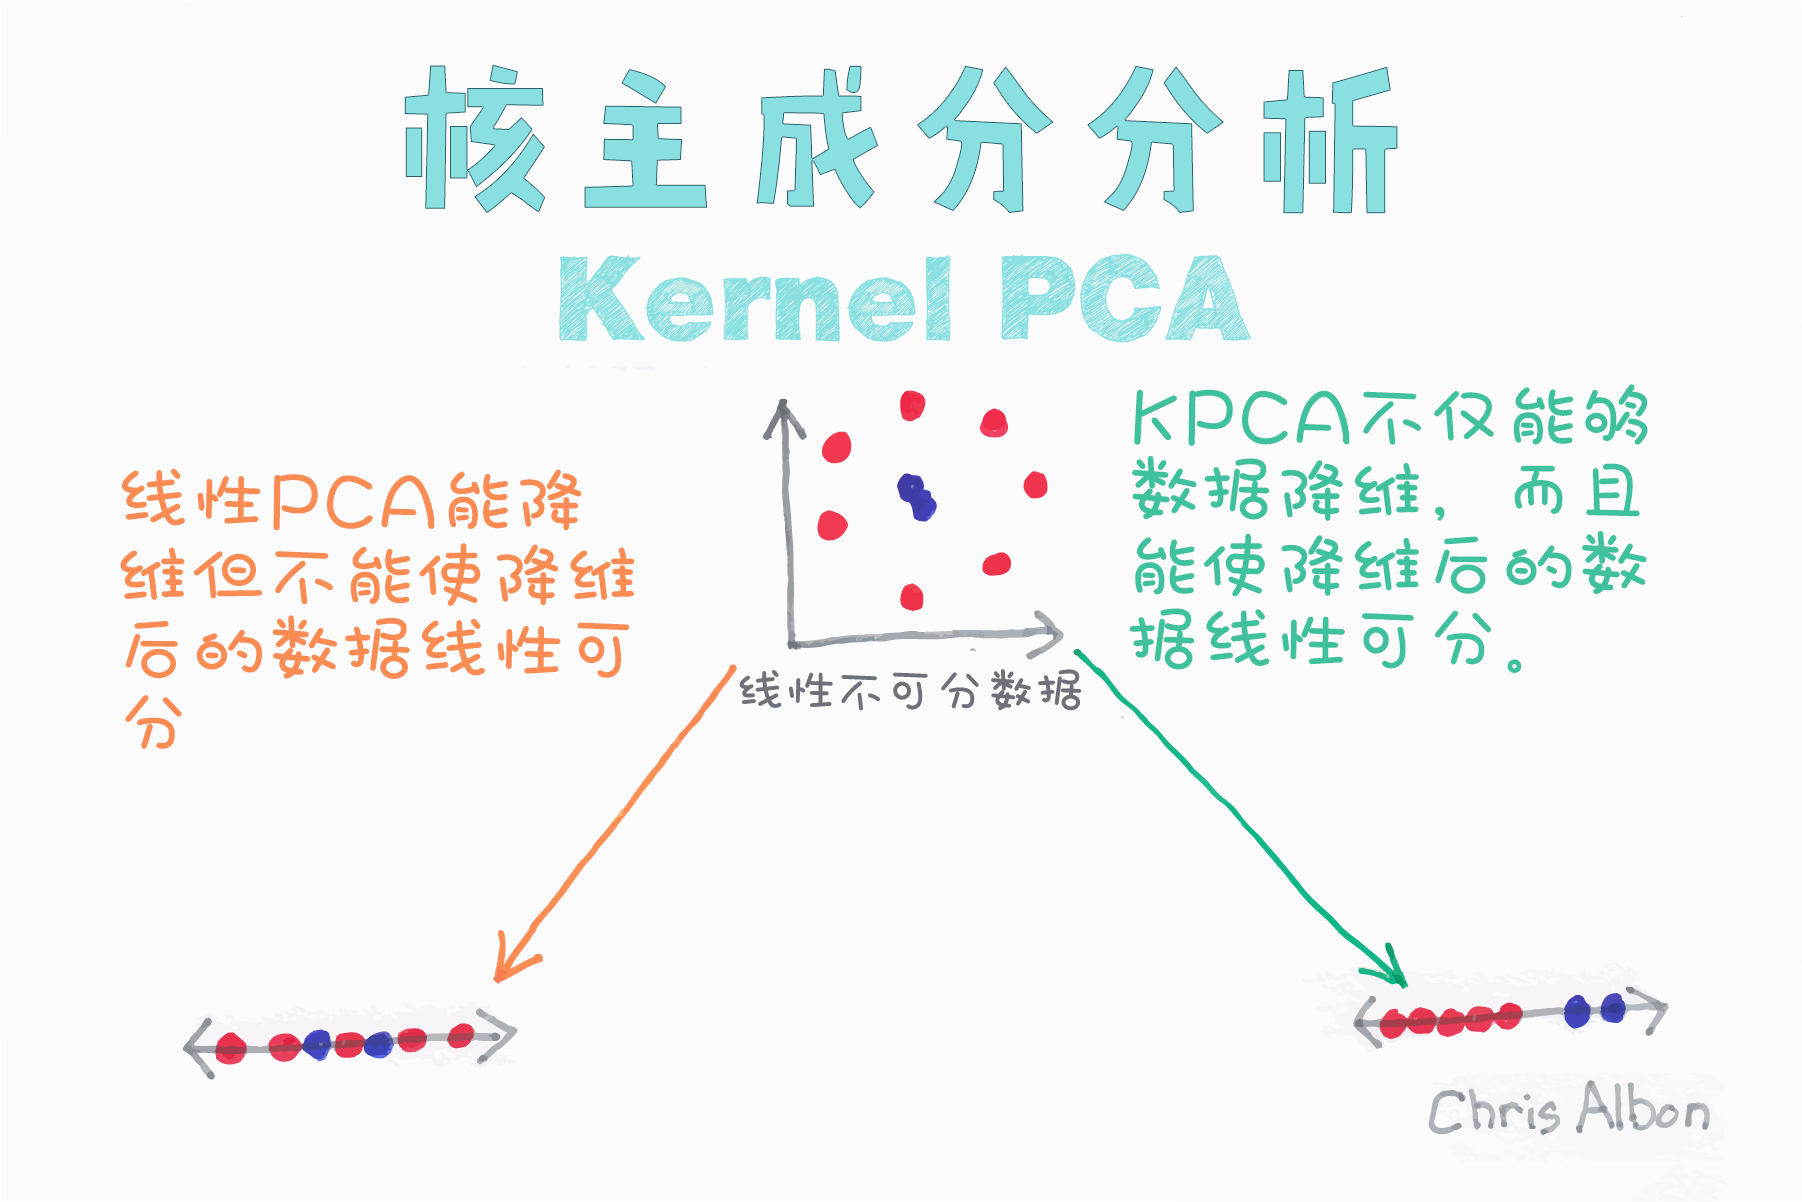 核主成分分析
Kernel PCA
线性PCA能降
维但不能使降维
后的数据线性可
分
KPCA不仅能够
数据降维，而且
能使降维后的数
据线性可分。
线性不可分数据
Chris Albon